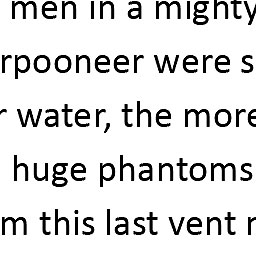 men in a mighty
rpooneer were s
r water, the more
huge phantoms
m this last vent r